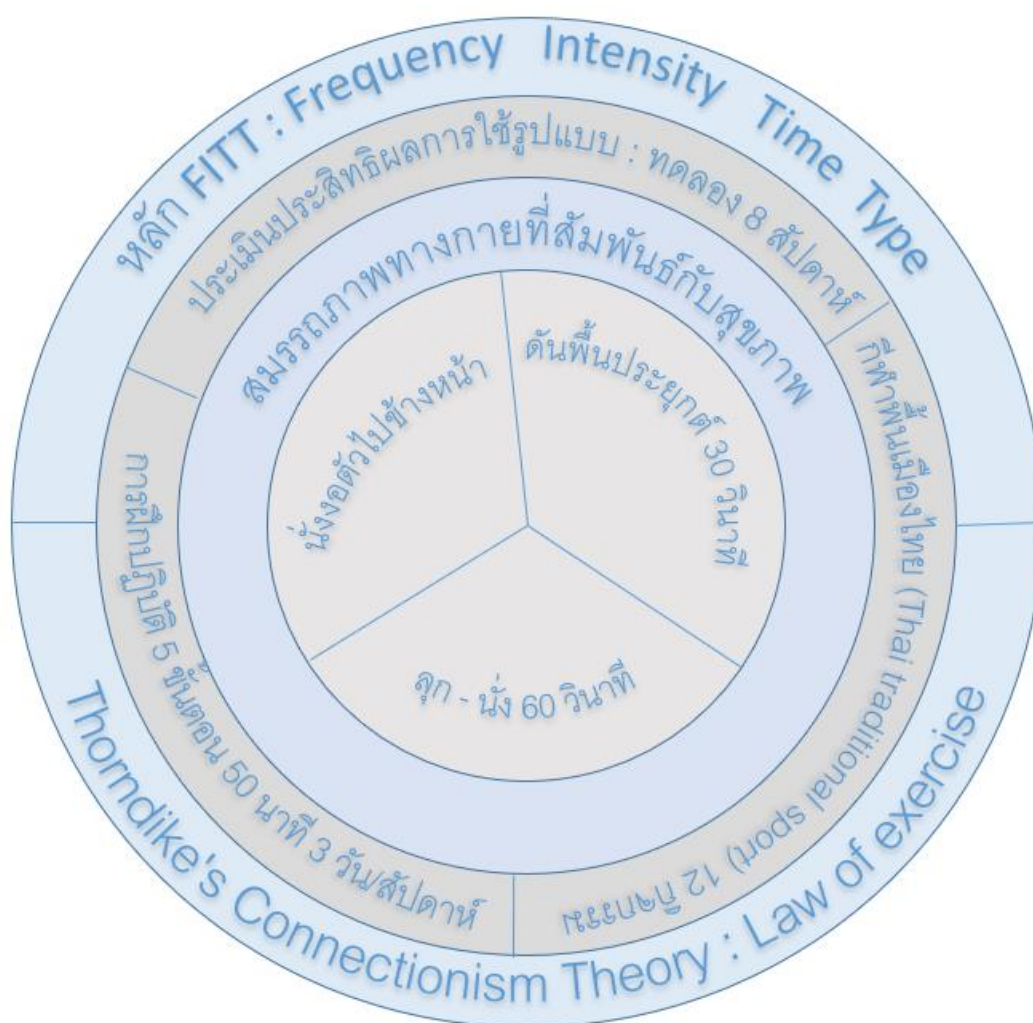 หลัก FITT : Frequency Intensity Time Type
ประเมินประสิทธิผลการใช้รูปแบบ : ทดลอง 8 สัปดาห์
สมรรถภาพทางกายที่สัมพันธ์กับสุขภาพ
นั่งงอตัวไปข้างหน้า
ดันพื้นประยุกต์ 30 วินาที
ลุก - นั่ง 60 วินาที
กีฬาพื้นเมืองไทย (Thai traditional sport) 12 กิจกรรม
การฝึกปฏิบัติ 5 ขั้นตอน 50 นาที 3 วัน/สัปดาห์
Thorndike's Connectionism Theory : Law of exercise